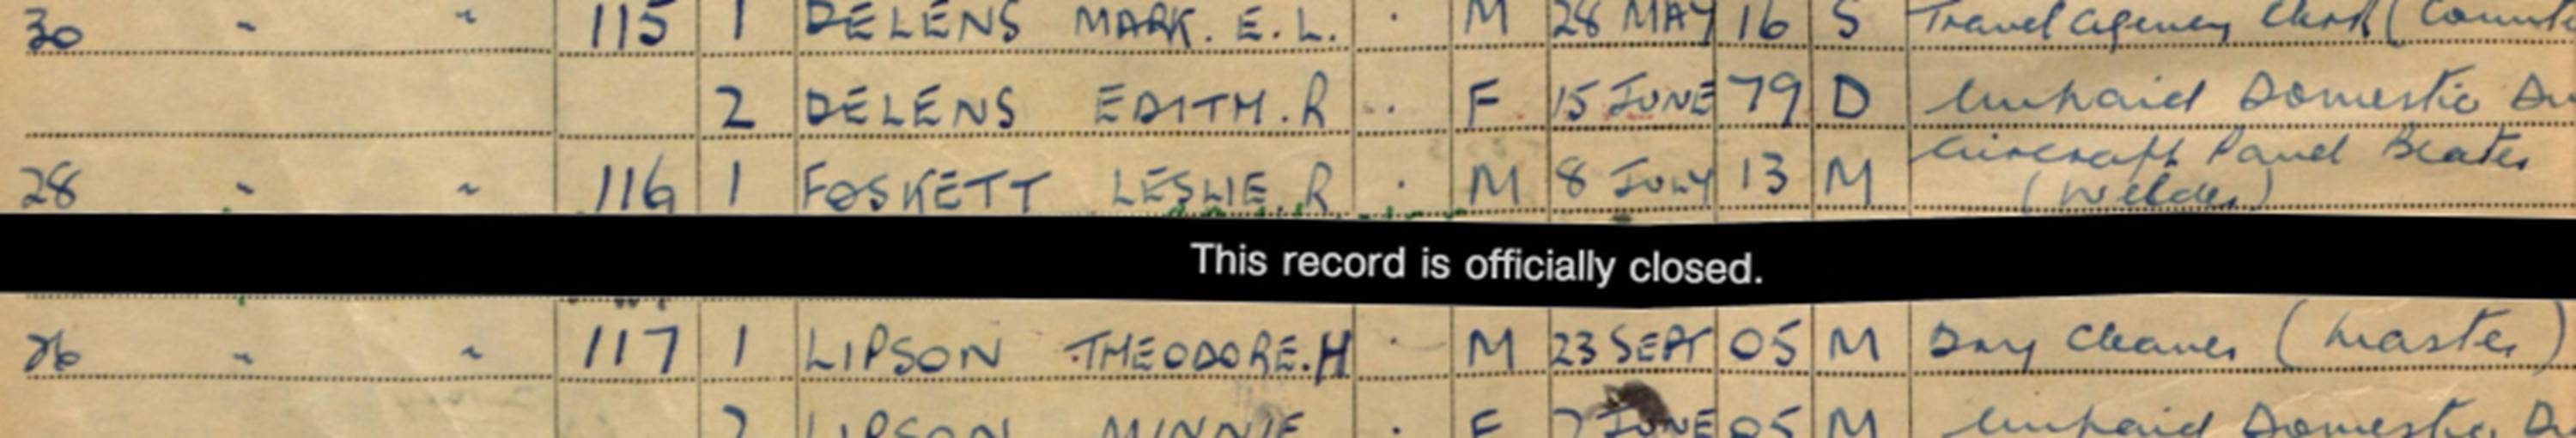 30 " " 115 1 DELENS MARK. E. L. . M 28 MAY 16 S Travel Agency Clerk (
2 DELENS EDITH. R .. F 15 JUNE 79 D Unpaid Domestic
28 " " 116 1 FOSKETT LESLIE. R . M 8 JULY 13 M Aircraft Panel Beater
(Welder)
This record is officially closed.
26 " " 117 1 LIPSON THEODORE. H . M 23 SEPT 05 M Dry Cleaner (Master)
2 LIPSON MINNIE . F JUNE 05 M Unpaid Domestic